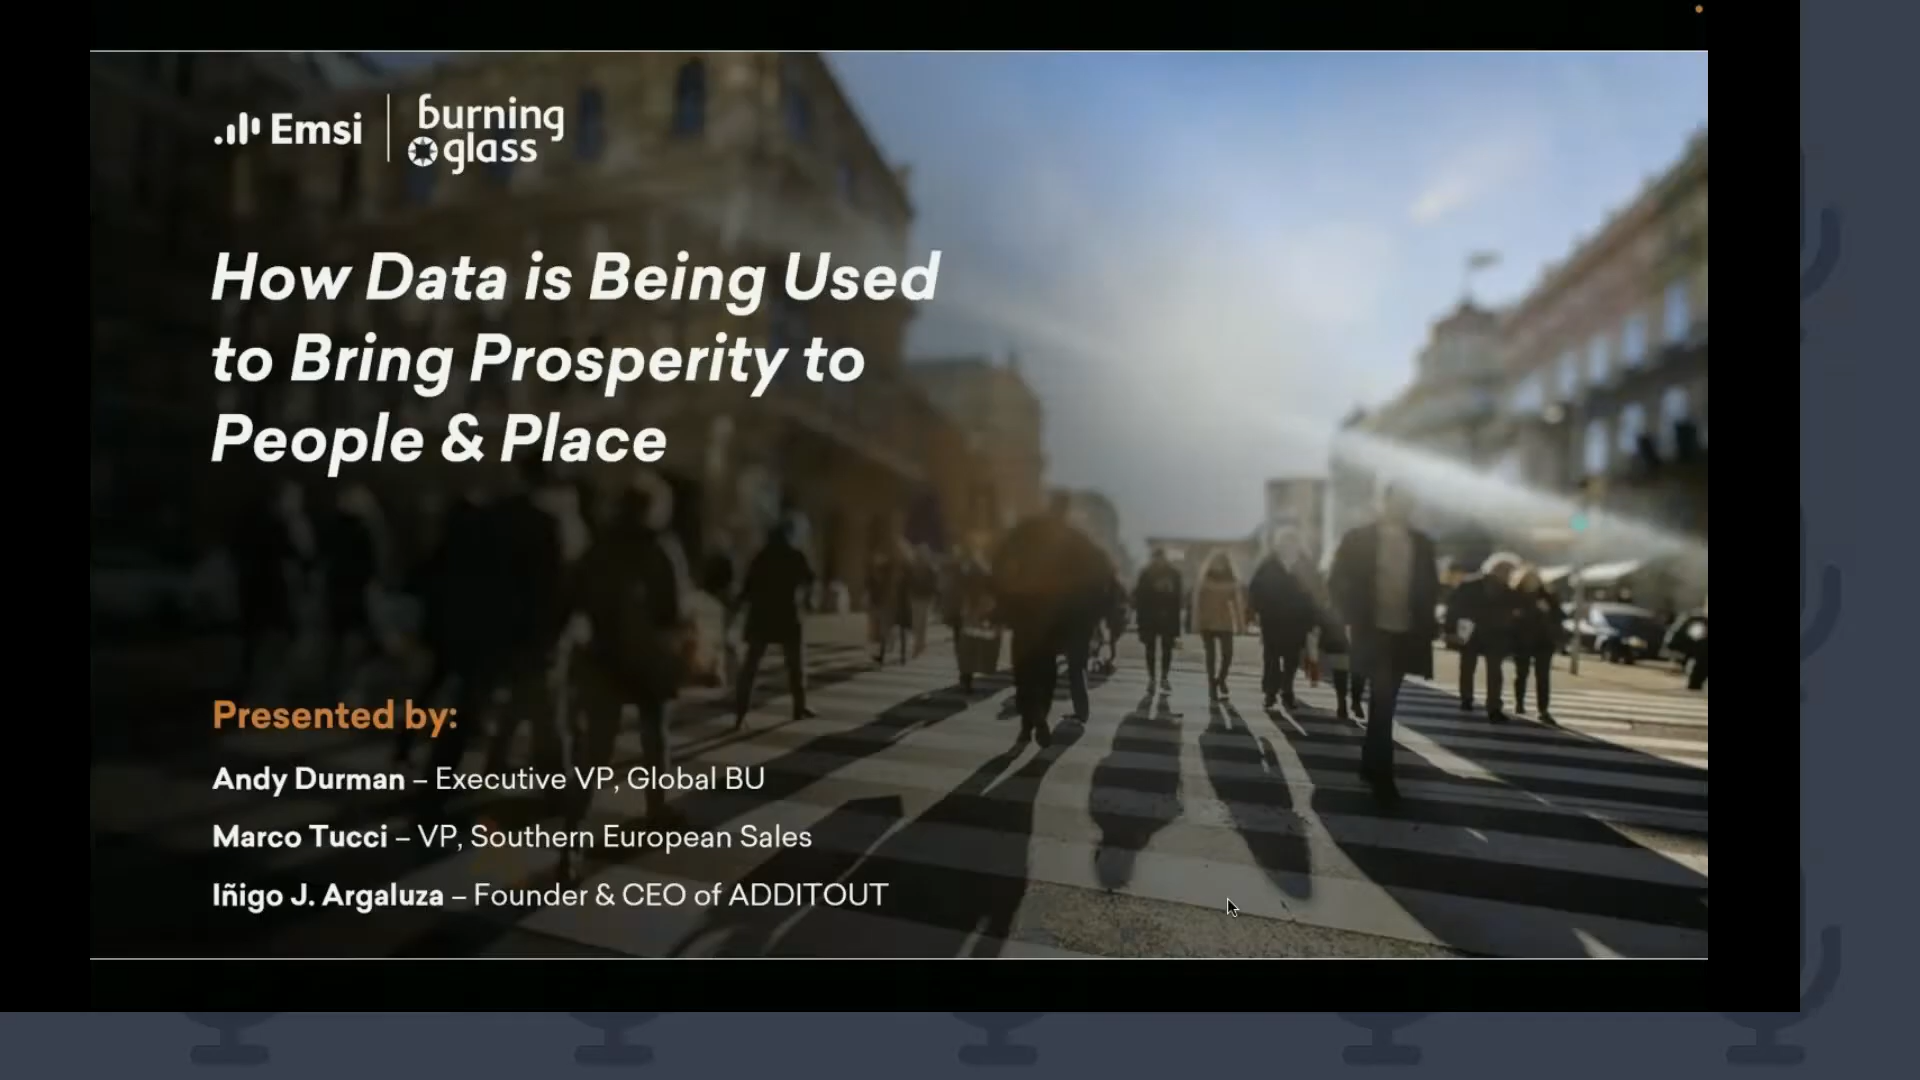 Emsi
burning
glass
How Data is Being Used
to Bring Prosperity to
People & Place
Presented by:
Andy Durman – Executive VP, Global BU
Marco Tucci – VP, Southern European Sales
Iñigo J. Argaluza – Founder & CEO of ADDITOUT